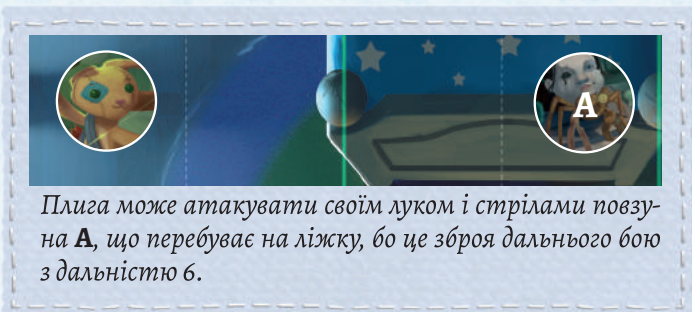 A
Плига може атакувати своїм луком і стрілами повзу-
на A, що перебуває на ліжку, бо це зброя дальнього бою
з дальністю 6.